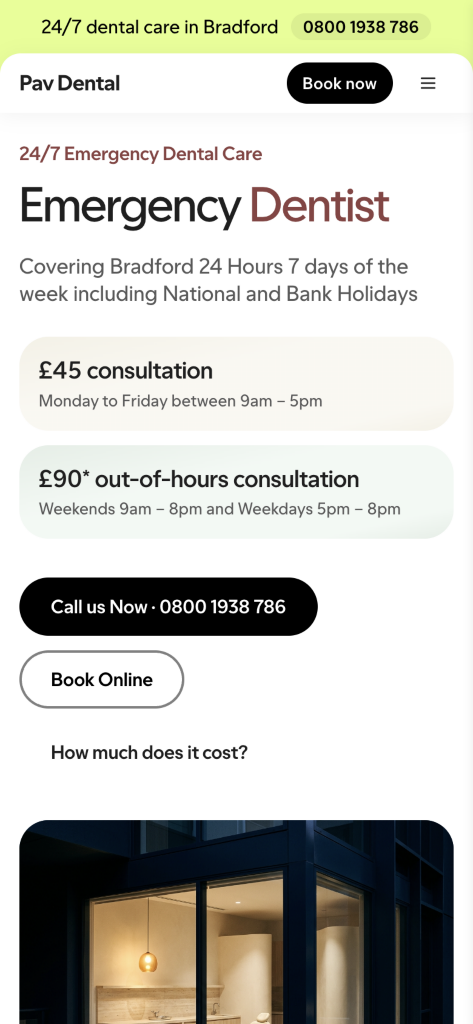 24/7 dental care in Bradford 0800 1938 786
Pav Dental Book now
24/7 Emergency Dental Care
Emergency Dentist
Covering Bradford 24 Hours 7 days of the
week including National and Bank Holidays
£45 consultation
Monday to Friday between 9am – 5pm
£90* out-of-hours consultation
Weekends 9am – 8pm and Weekdays 5pm – 8pm
Call us Now · 0800 1938 786
Book Online
How much does it cost?